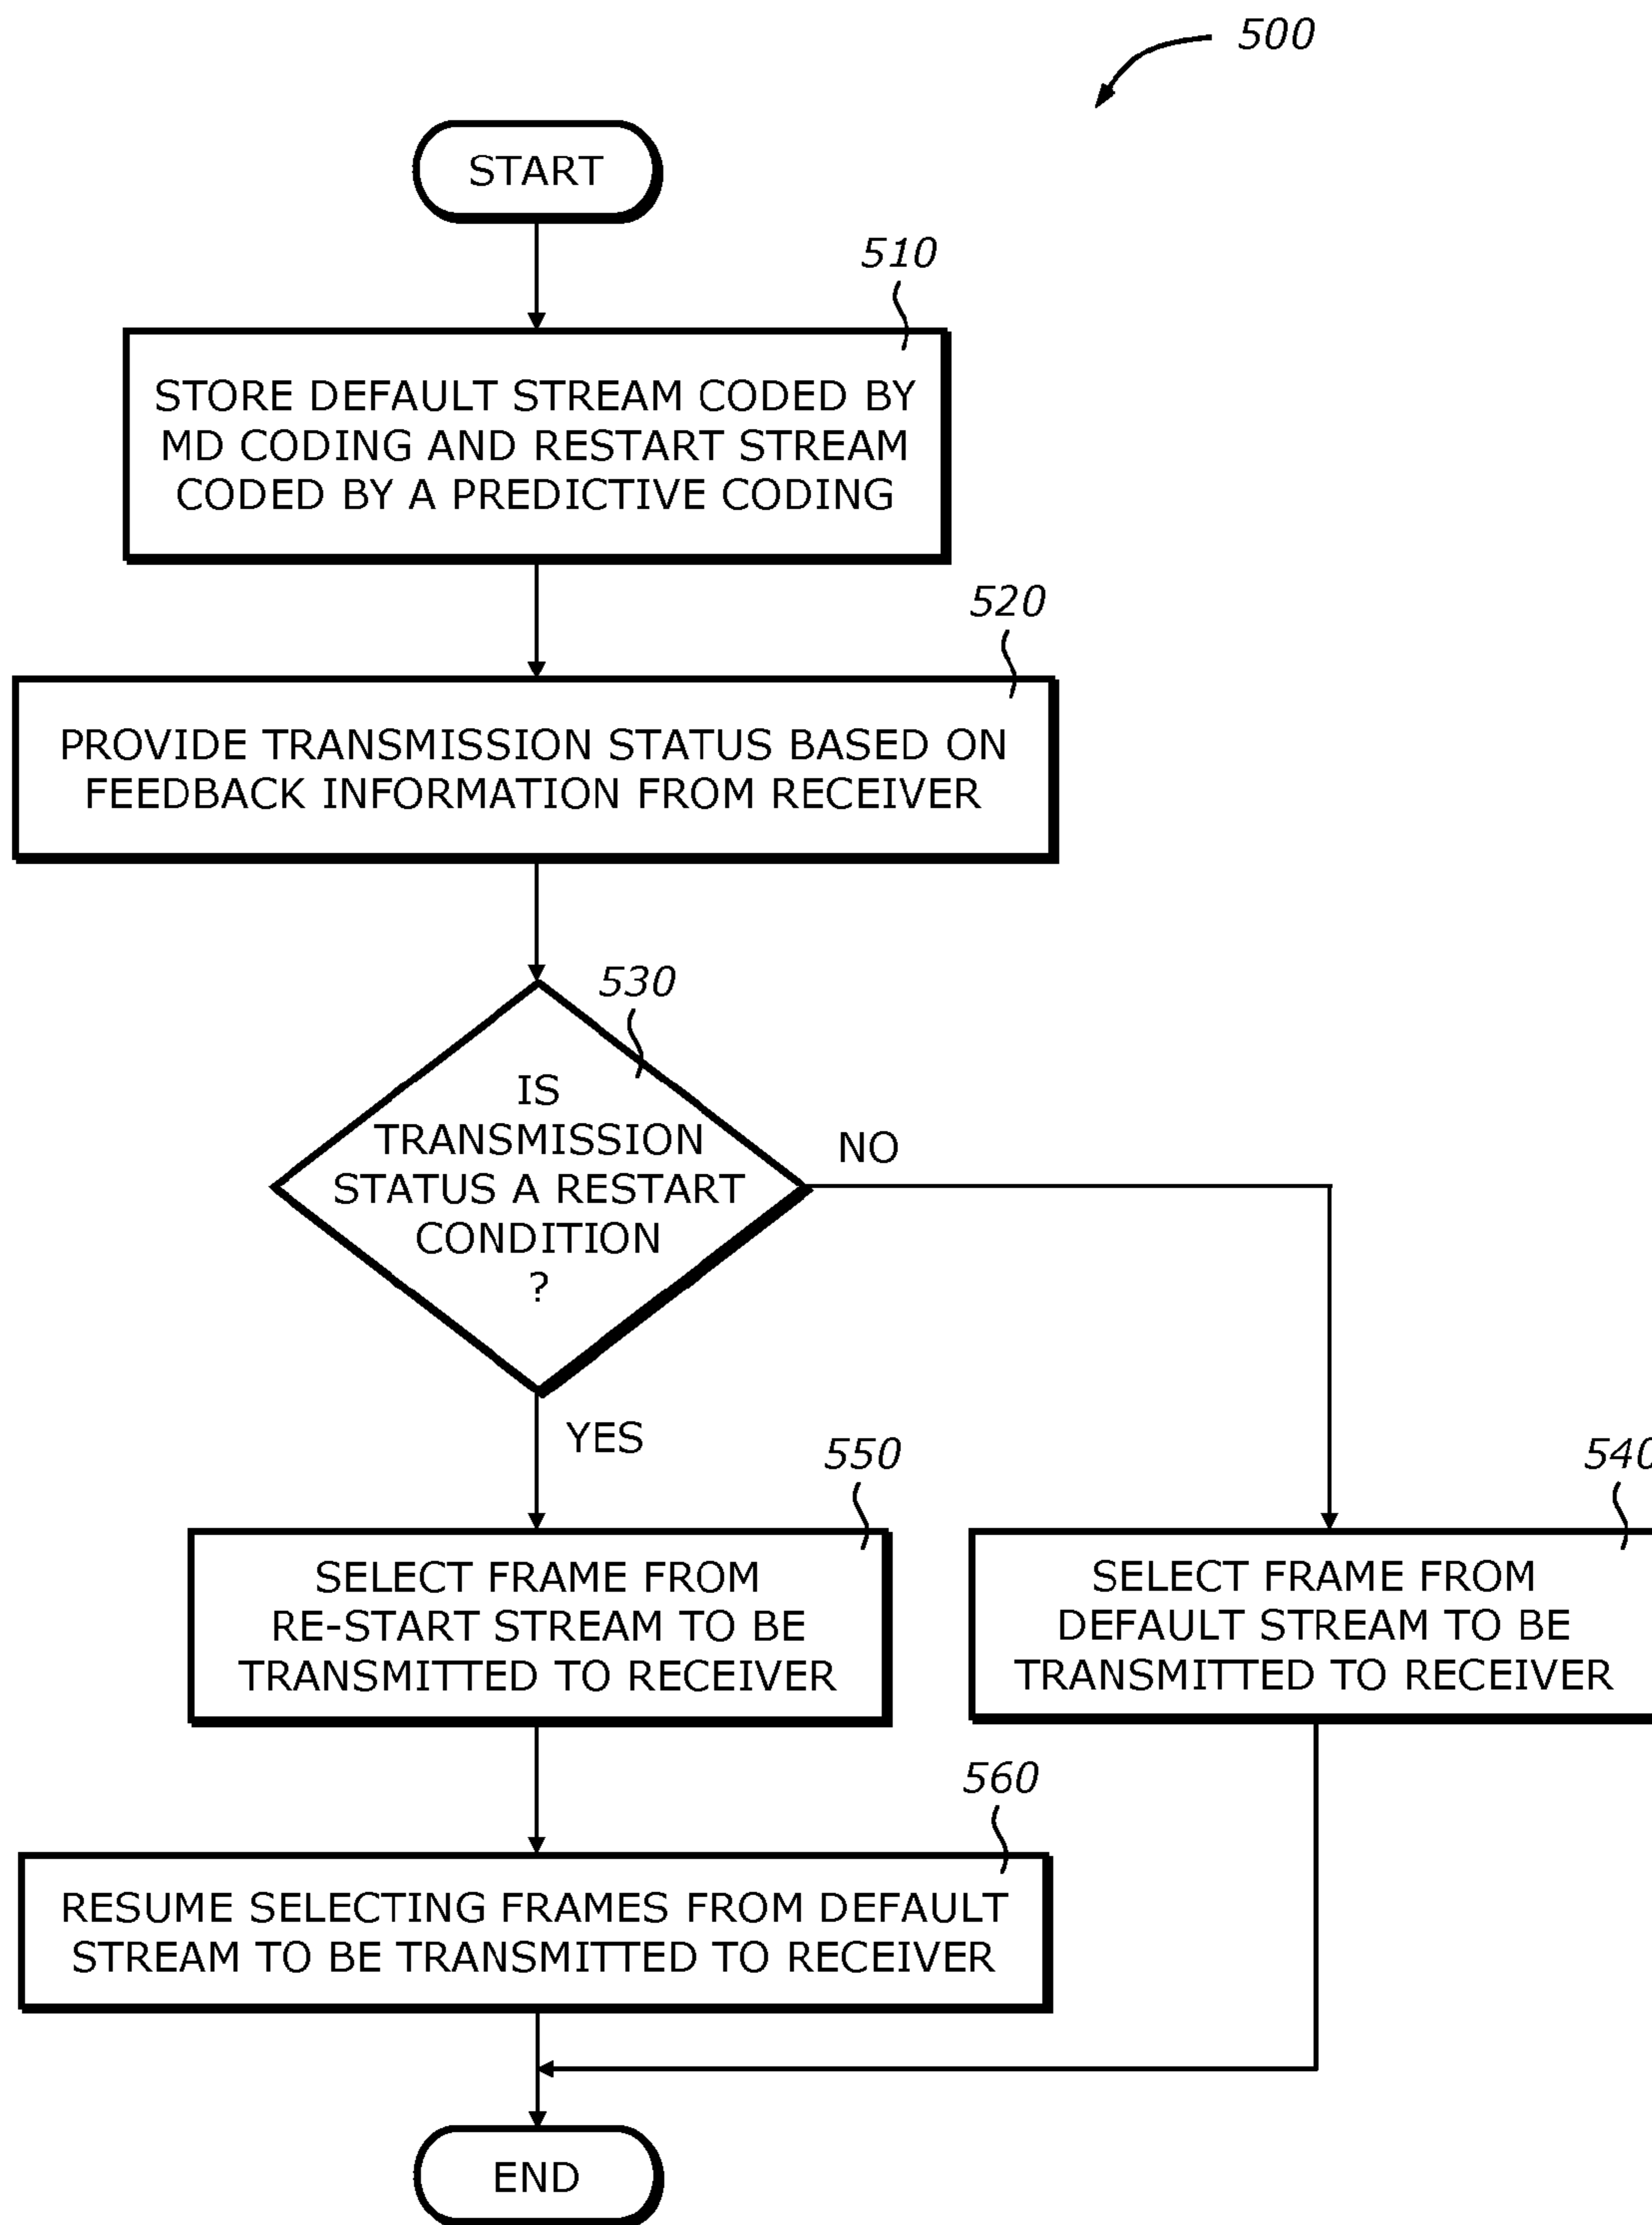 500
START
510
STORE DEFAULT STREAM CODED BY
MD CODING AND RESTART STREAM
CODED BY A PREDICTIVE CODING
520
PROVIDE TRANSMISSION STATUS BASED ON
FEEDBACK INFORMATION FROM RECEIVER
530
IS
TRANSMISSION
STATUS A RESTART
CONDITION
?
NO
YES
550
SELECT FRAME FROM
RE-START STREAM TO BE
TRANSMITTED TO RECEIVER
540
SELECT FRAME FROM
DEFAULT STREAM TO BE
TRANSMITTED TO RECEIVER
560
RESUME SELECTING FRAMES FROM DEFAULT
STREAM TO BE TRANSMITTED TO RECEIVER
END